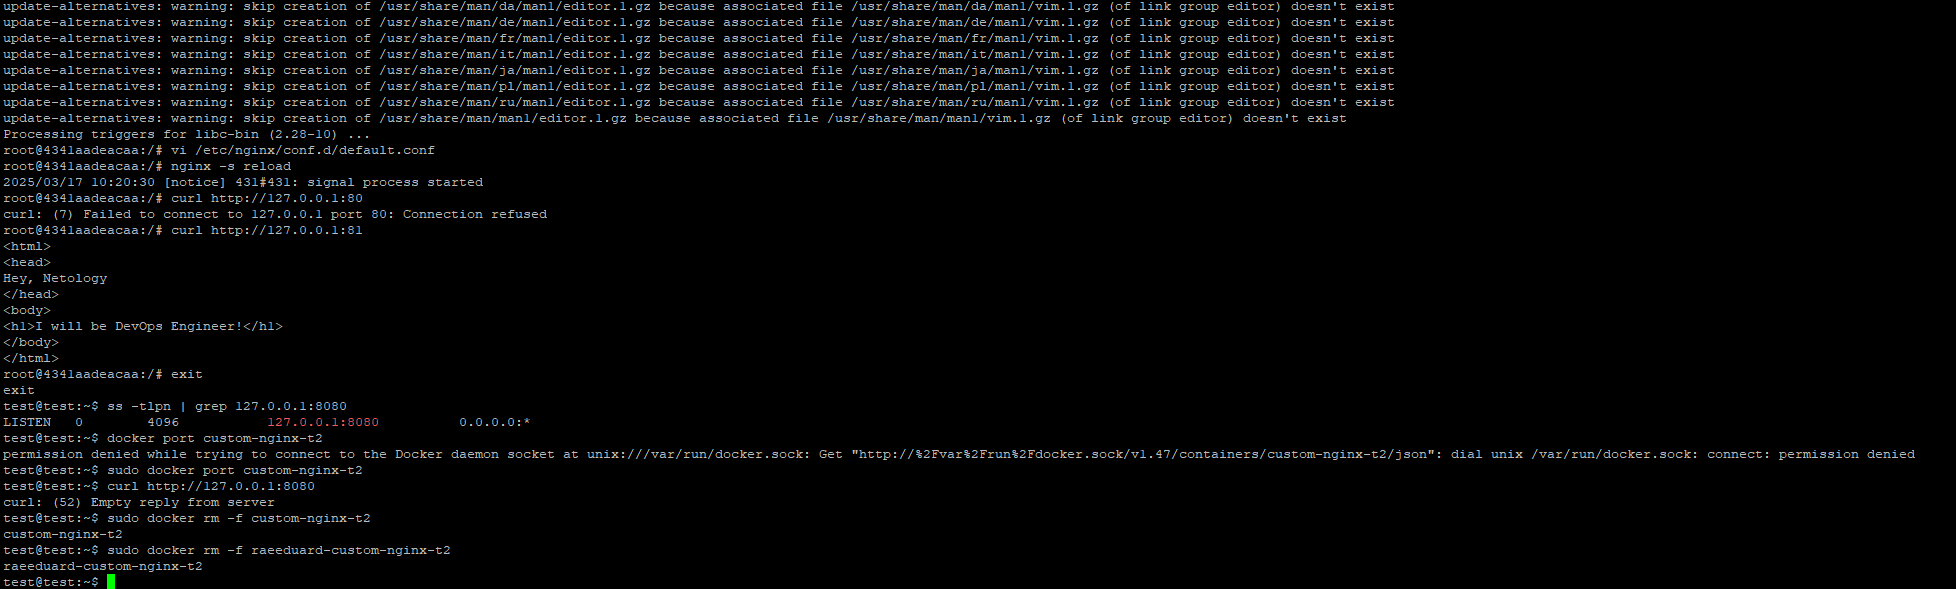 update-alternatives: warning: skip creation of /usr/share/man/da/man1/editor.1.gz because associated file /usr/share/man/da/man1/vim.1.gz (of link group editor) doesn't exist
update-alternatives: warning: skip creation of /usr/share/man/de/man1/editor.1.gz because associated file /usr/share/man/de/man1/vim.1.gz (of link group editor) doesn't exist
update-alternatives: warning: skip creation of /usr/share/man/fr/man1/editor.1.gz because associated file /usr/share/man/fr/man1/vim.1.gz (of link group editor) doesn't exist
update-alternatives: warning: skip creation of /usr/share/man/it/man1/editor.1.gz because associated file /usr/share/man/it/man1/vim.1.gz (of link group editor) doesn't exist
update-alternatives: warning: skip creation of /usr/share/man/ja/man1/editor.1.gz because associated file /usr/share/man/ja/man1/vim.1.gz (of link group editor) doesn't exist
update-alternatives: warning: skip creation of /usr/share/man/pl/man1/editor.1.gz because associated file /usr/share/man/pl/man1/vim.1.gz (of link group editor) doesn't exist
update-alternatives: warning: skip creation of /usr/share/man/ru/man1/editor.1.gz because associated file /usr/share/man/ru/man1/vim.1.gz (of link group editor) doesn't exist
update-alternatives: warning: skip creation of /usr/share/man/man1/editor.1.gz because associated file /usr/share/man/man1/vim.1.gz (of link group editor) doesn't exist
Processing triggers for libc-bin (2.28-10) ...
root@4341aadeacaa:/# vi /etc/nginx/conf.d/default.conf
root@4341aadeacaa:/# nginx -s reload
2025/03/17 10:20:30 [notice] 431#431: signal process started
root@4341aadeacaa:/# curl http://127.0.0.1:80
curl: (7) Failed to connect to 127.0.0.1 port 80: Connection refused
root@4341aadeacaa:/# curl http://127.0.0.1:81
<html>
<head>
Hey, Netology
</head>
<body>
<h1>I will be DevOps Engineer!</h1>
</body>
</html>
root@4341aadeacaa:/# exit
exit
test@test:~$ ss -tlpn | grep 127.0.0.1:8080
LISTEN   0        4096           127.0.0.1:8080          0.0.0.0:*
test@test:~$ docker port custom-nginx-t2
permission denied while trying to connect to the Docker daemon socket at unix:///var/run/docker.sock: Get "http://%2Fvar%2Frun%2Fdocker.sock/v1.47/containers/custom-nginx-t2/json": dial unix /var/run/docker.sock: connect: permission denied
test@test:~$ sudo docker port custom-nginx-t2
test@test:~$ curl http://127.0.0.1:8080
curl: (52) Empty reply from server
test@test:~$ sudo docker rm -f custom-nginx-t2
custom-nginx-t2
test@test:~$ sudo docker rm -f raeeduard-custom-nginx-t2
raeeduard-custom-nginx-t2
test@test:~$